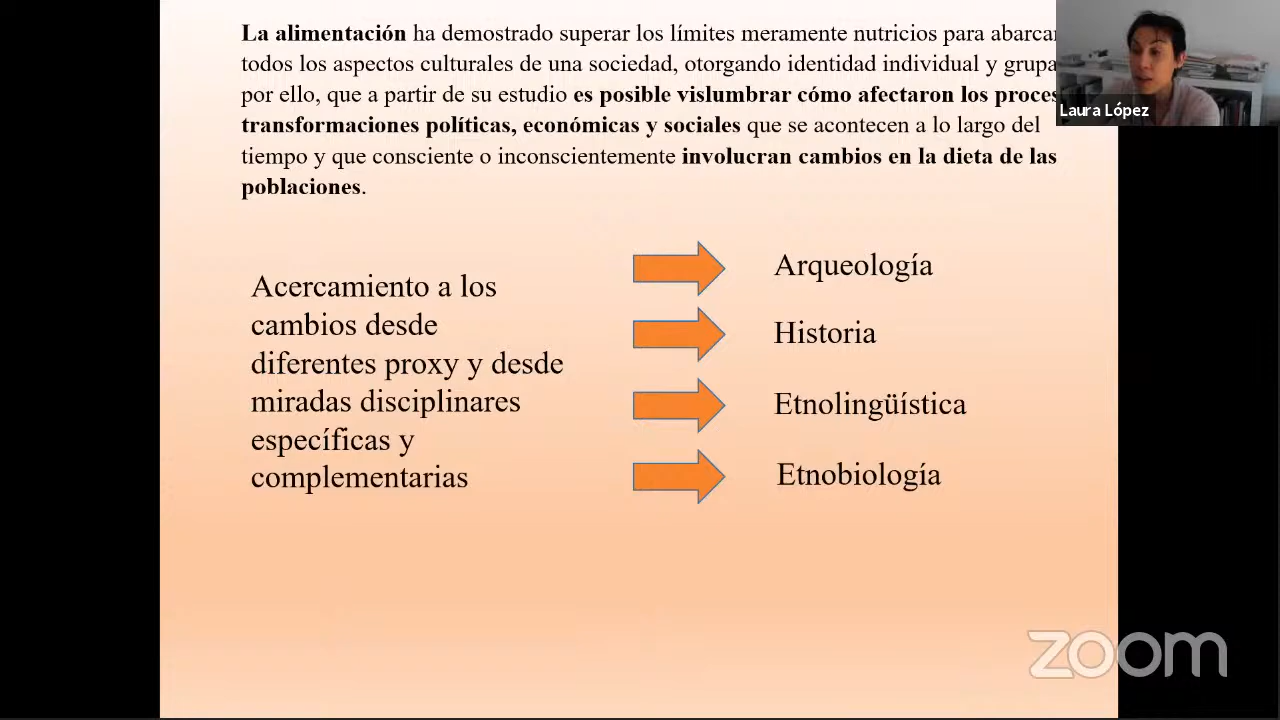 La alimentación ha demostrado superar los límites meramente nutricios para abarcar
todos los aspectos culturales de una sociedad, otorgando identidad individual y grupa
por ello, que a partir de su estudio es posible vislumbrar cómo afectaron los proces
transformaciones políticas, económicas y sociales que se acontecen a lo largo del
tiempo y que consciente o inconscientemente involucran cambios en la dieta de las
poblaciones.
Laura López
Acercamiento a los
cambios desde
diferentes proxy y desde
miradas disciplinares
específicas y
complementarias
Arqueología
Historia
Etnolingüística
Etnobiología
zoom